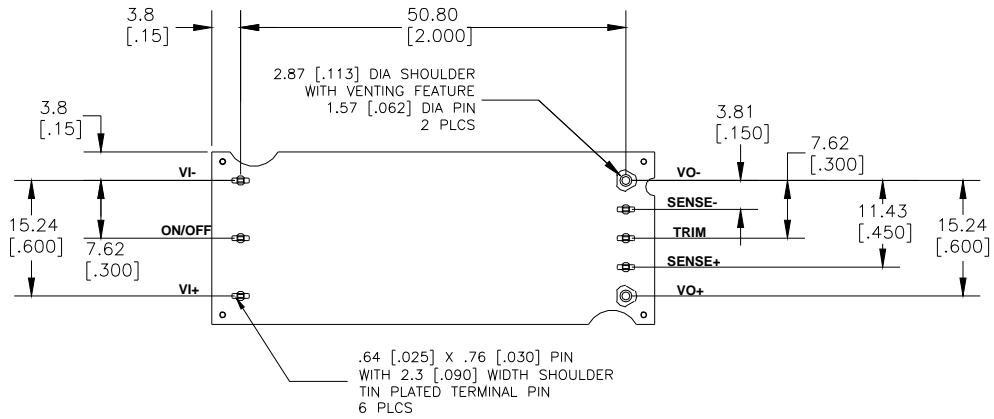 3.8
[.15]
50.80
[2.000]
2.87 [.113] DIA SHOULDER
WITH VENTING FEATURE
1.57 [.062] DIA PIN
2 PLCS
3.8
[.15]
3.81
[.150]
7.62
[.300]
VI-
VO-
SENSE-
ON/OFF
TRIM
SENSE+
VI+
VO+
15.24
[.600]
7.62
[.300]
11.43
[.450]
15.24
[.600]
.64 [.025] X .76 [.030] PIN
WITH 2.3 [.090] WIDTH SHOULDER
TIN PLATED TERMINAL PIN
6 PLCS